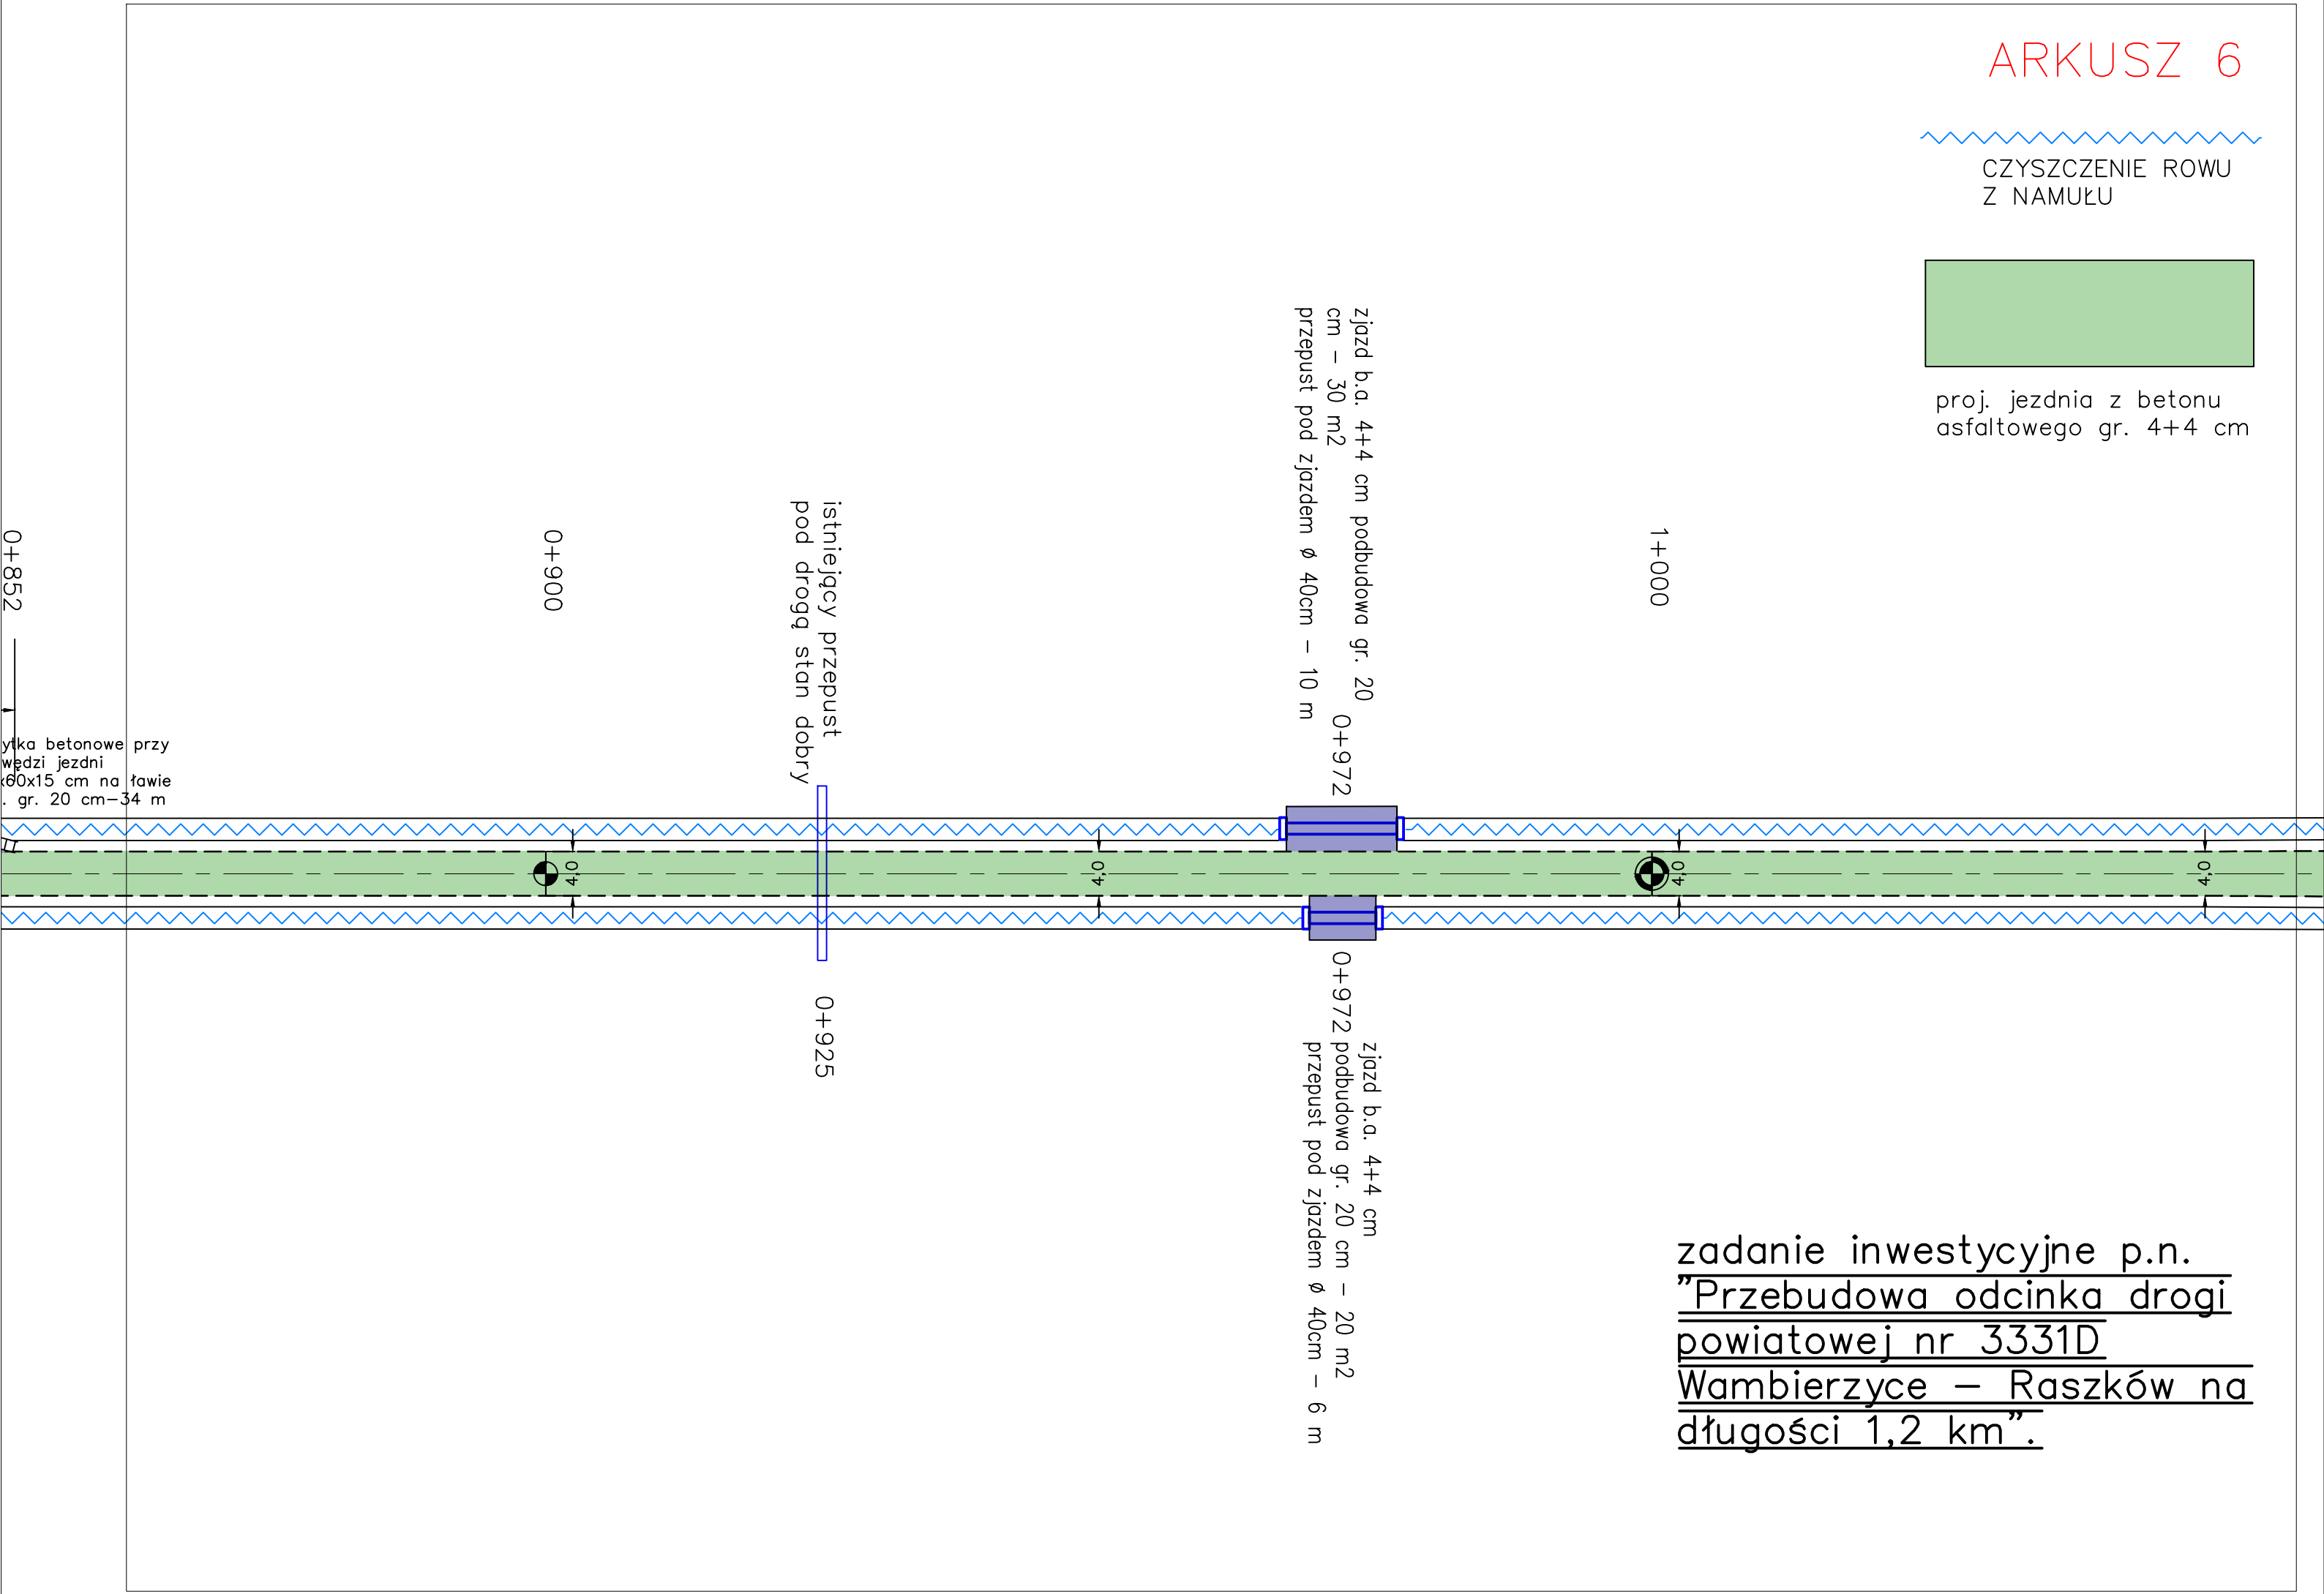 ARKUSZ 6
CZYSZCZENIE ROWU
Z NAMUŁU
proj. jezdnia z betonu
asfaltowego gr. 4+4 cm
0+852
ytka betonowe przy
wędzi jezdni
x60x15 cm na ławie
. gr. 20 cm-34 m
0+900
istniejący przepust
pod drogą stan dobry
0+925
zjazd b.a. 4+4 cm podbudowa gr. 20
cm - 30 m2
przepust pod zjazdem ø 40cm - 10 m
0+972
1+000
4,0
4,0
4,0
4,0
0+972
zjazd b.a. 4+4 cm
podbudowa gr. 20 cm - 20 m2
przepust pod zjazdem ø 40cm - 6 m
zadanie inwestycyjne p.n.
"Przebudowa odcinka drogi
powiatowej nr 3331D
Wambierzyce - Raszków na
długości 1,2 km".